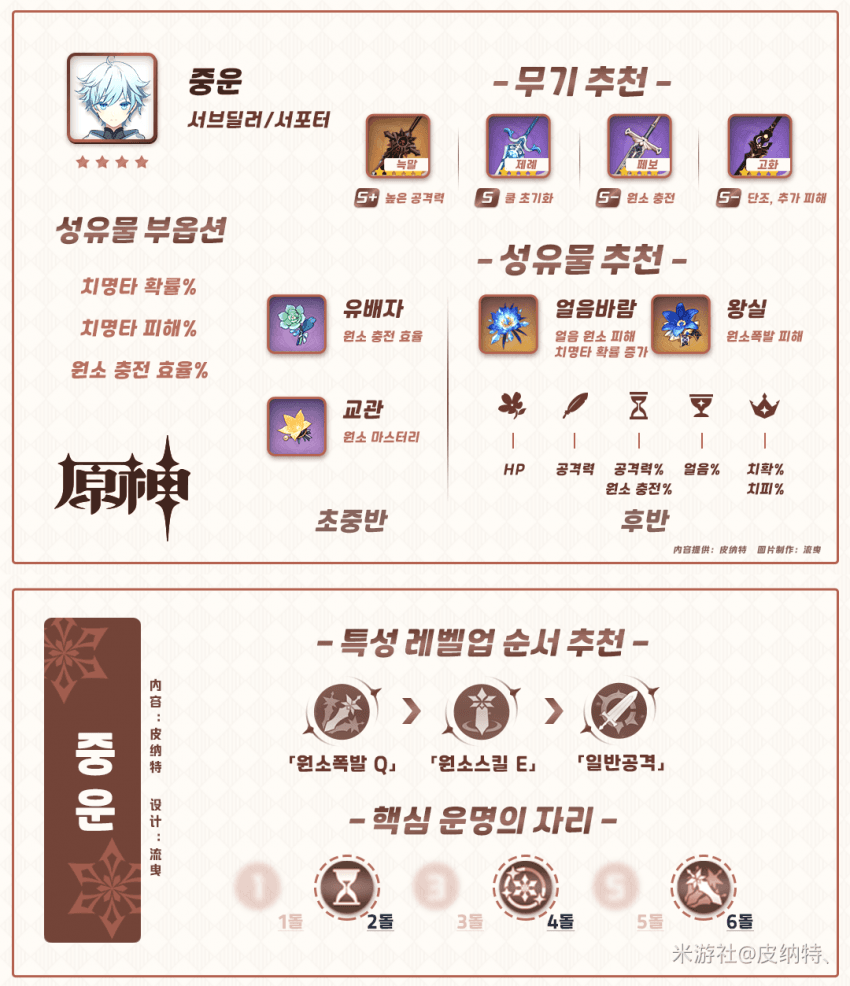 중운
서브딜러/서포터
- 무기 추천 -
녹말
제례
페보
고화
S+ 높은 공격력
S 쿨 초기화
S- 원소 충전
S- 단조, 추가 피해
성유물 부옵션
치명타 확률%
치명타 피해%
원소 충전 효율%
- 성유물 추천 -
유배자
원소 충전 효율
교관
원소 마스터리
초중반
얼음바람
얼음 원소 피해
치명타 확률 증가
왕실
원소폭발 피해
HP
공격력
공격력%
원소 충전%
얼음%
치확%
치피%
후반
原神
内容提供：皮纳特 图片制作：流曳
중운
内容：皮纳特 设计：流曳
- 특성 레벨업 순서 추천 -
「원소폭발 Q」
「원소스킬 E」
「일반공격」
- 핵심 운명의 자리 -
1
3
5
1돌
2돌
3돌
4돌
5돌
6돌
米游社@皮纳特、